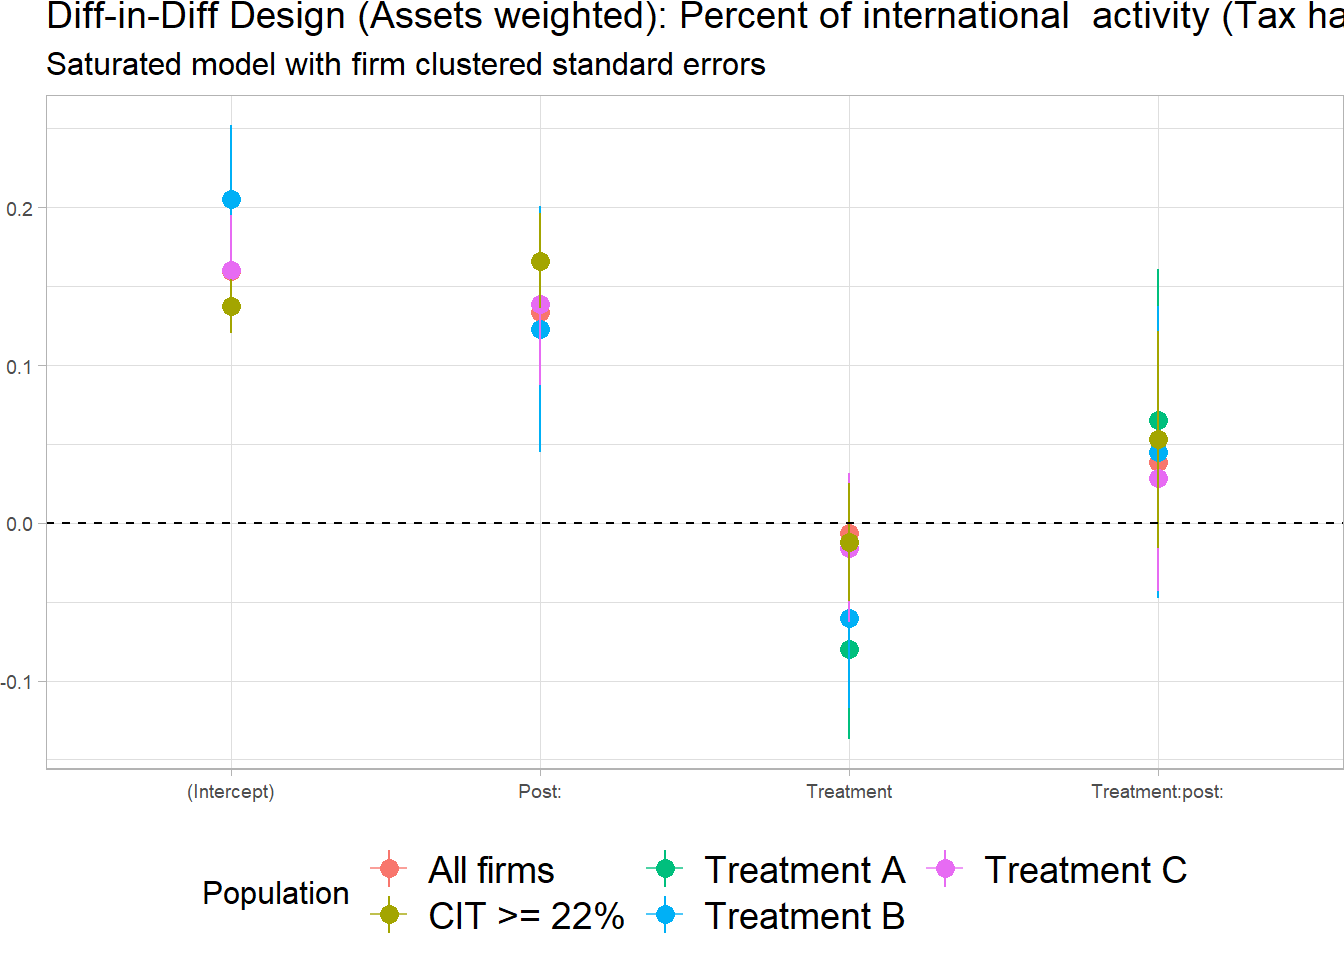 Diff-in-Diff Design (Assets weighted): Percent of international  activity (Tax ha
Saturated model with firm clustered standard errors
0.2
0.1
0.0
-0.1
(Intercept) Post: Treatment Treatment:post:
Population
All firms Treatment A Treatment C
CIT >= 22% Treatment B